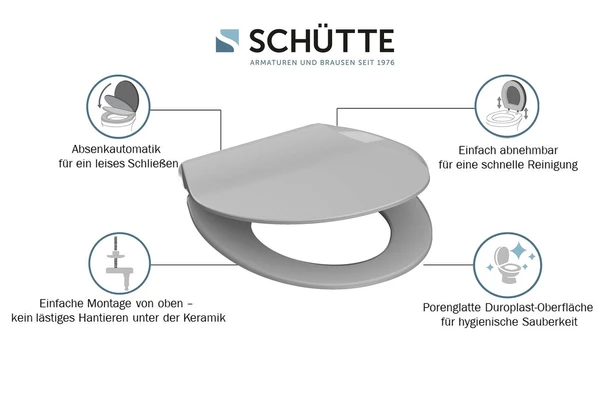 SCHÜTTE
ARMATUREN UND BRAUSEN SEIT 1976
Absenkautomatik
für ein leises Schließen
Einfach abnehmbar
für eine schnelle Reinigung
Einfache Montage von oben –
kein lästiges Hantieren unter der Keramik
Porenglatte Duroplast-Oberfläche
für hygienische Sauberkeit